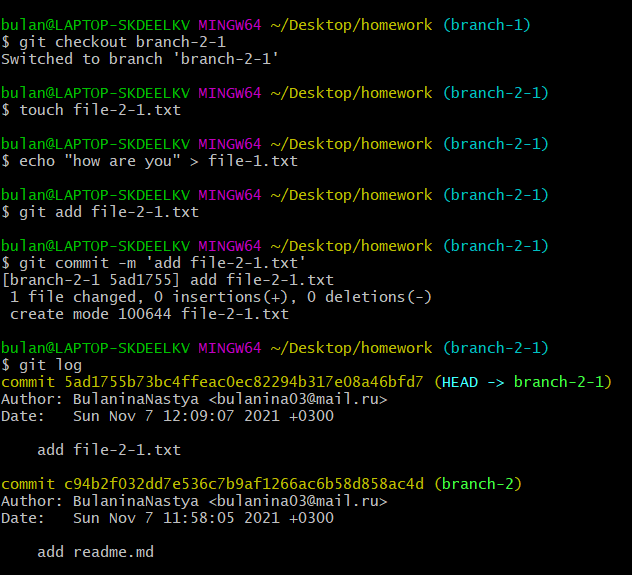 bulan@LAPTOP-SKDEELKV MINGW64 ~/Desktop/homework (branch-1)
$ git checkout branch-2-1
Switched to branch 'branch-2-1'
bulan@LAPTOP-SKDEELKV MINGW64 ~/Desktop/homework (branch-2-1)
$ touch file-2-1.txt
bulan@LAPTOP-SKDEELKV MINGW64 ~/Desktop/homework (branch-2-1)
$ echo "how are you" > file-1.txt
bulan@LAPTOP-SKDEELKV MINGW64 ~/Desktop/homework (branch-2-1)
$ git add file-2-1.txt
bulan@LAPTOP-SKDEELKV MINGW64 ~/Desktop/homework (branch-2-1)
$ git commit -m 'add file-2-1.txt'
[branch-2-1 5ad1755] add file-2-1.txt
 1 file changed, 0 insertions(+), 0 deletions(-)
 create mode 100644 file-2-1.txt
bulan@LAPTOP-SKDEELKV MINGW64 ~/Desktop/homework (branch-2-1)
$ git log
commit 5ad1755b73bc4ffeac0ec82294b317e08a46bfd7 (HEAD -> branch-2-1)
Author: BulaninaNastya <bulanina03@mail.ru>
Date:   Sun Nov 7 12:09:07 2021 +0300
    add file-2-1.txt
commit c94b2f032dd7e536c7b9af1266ac6b58d858ac4d (branch-2)
Author: BulaninaNastya <bulanina03@mail.ru>
Date:   Sun Nov 7 11:58:05 2021 +0300
    add readme.md